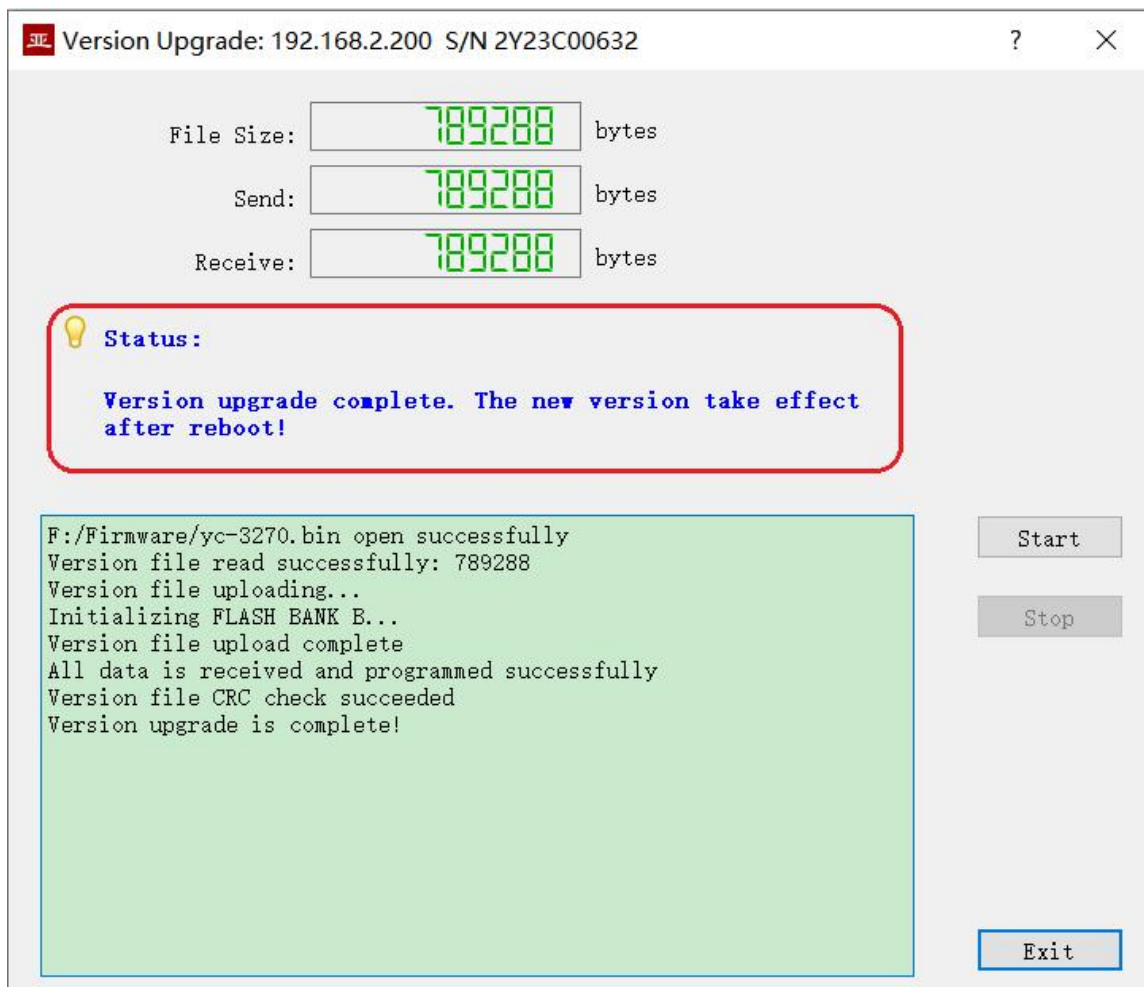 亚 Version Upgrade: 192.168.2.200 S/N 2Y23C00632 ?
File Size: 789288 bytes
Send: 789288 bytes
Receive: 789288 bytes
Status:
Version upgrade complete. The new version take effect
after reboot!
F:/Firmware/yc-3270.bin open successfully
Version file read successfully: 789288
Version file uploading...
Initializing FLASH BANK B...
Version file upload complete
All data is received and programmed successfully
Version file CRC check succeeded
Version upgrade is complete!
Start
Stop
Exit